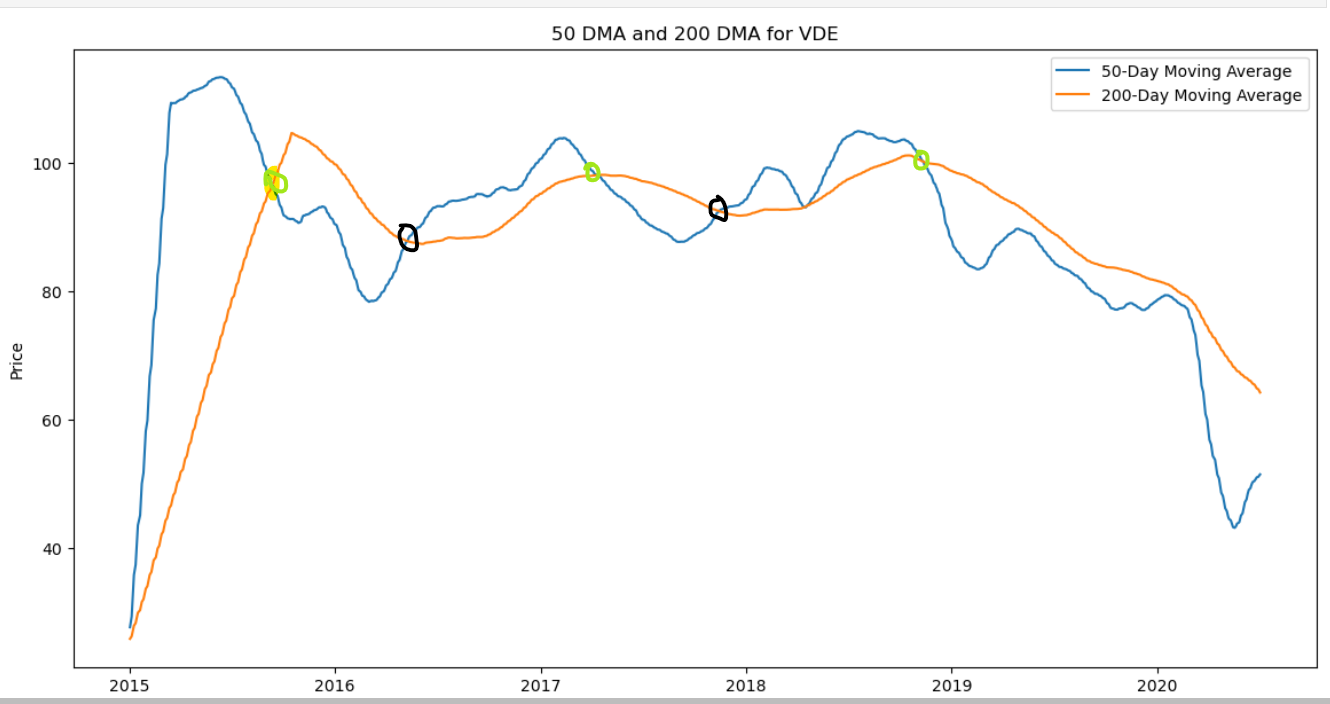 50 DMA and 200 DMA for VDE
50-Day Moving Average
200-Day Moving Average
100
80
60
40
Price
2015 2016 2017 2018 2019 2020